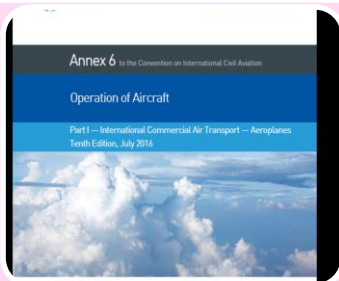 Annex 6 to the Convention on International Civil Aviation
Operation of Aircraft
Part I — International Commercial Air Transport — Aeroplanes
Tenth Edition, July 2016